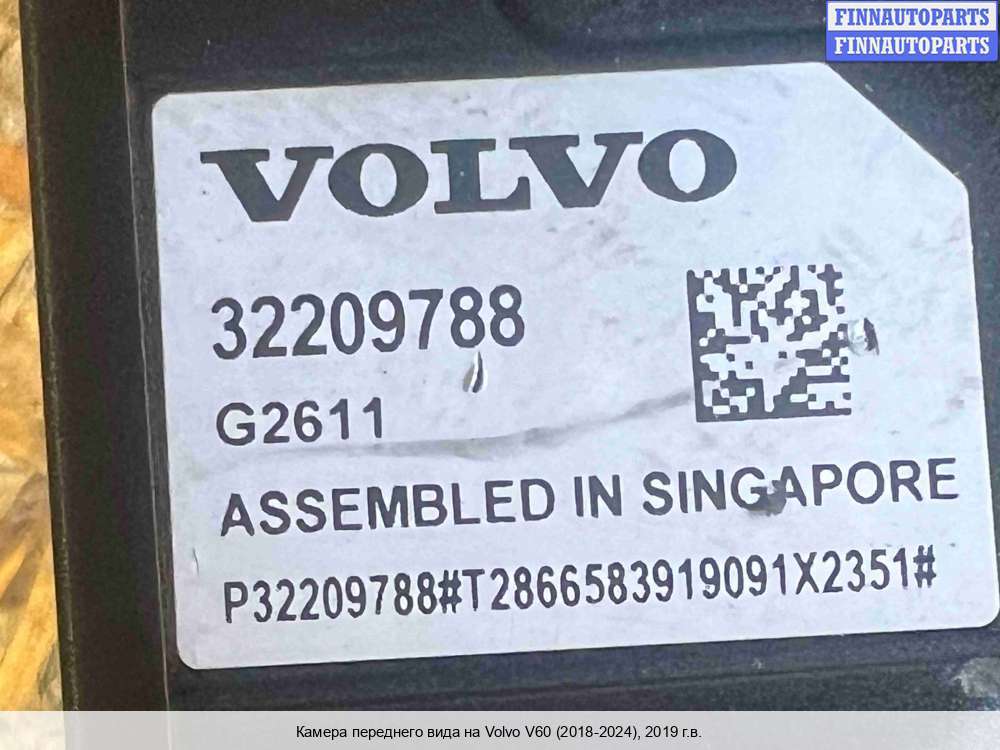 FINNAUTOPARTS
FINNAUTOPARTS
VOLVO
32209788
G2611
ASSEMBLED IN SINGAPORE
P32209788#T2866583919091X2351#
Камера переднего вида на Volvo V60 (2018-2024), 2019 г.в.